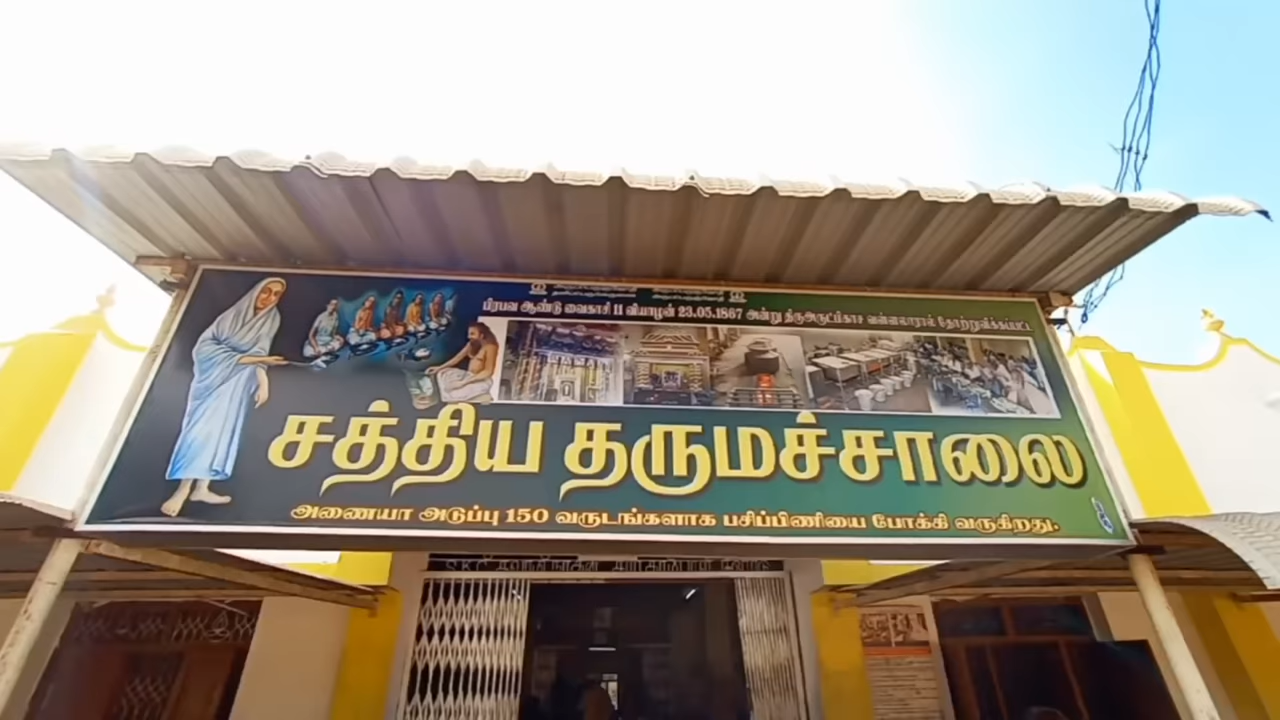 பிரபவ ஆண்டு வைகாசி 11 வியாழன் 23.05.1867 அன்று திருஅருட்பிரகாச வள்ளலாரால் தோற்றுவிக்கப்பட்ட
சத்திய தருமச்சாலை
அணையா அடுப்பு 150 வருடங்களாக பசிப்பிணியை போக்கி வருகிறது.